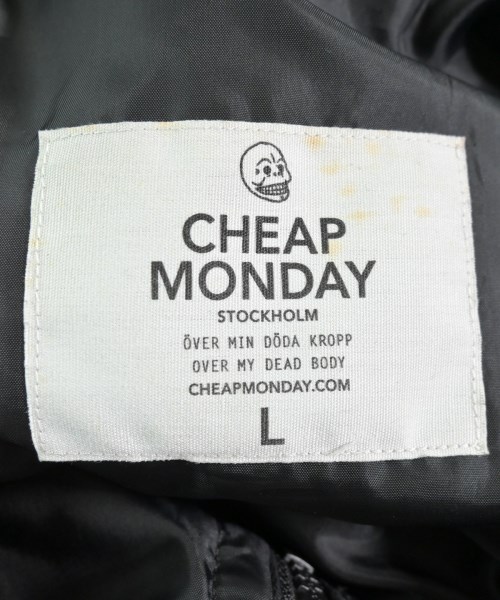 CHEAP
MONDAY
STOCKHOLM
ÖVER MIN DÖDA KROPP
OVER MY DEAD BODY
CHEAPMONDAY.COM
L